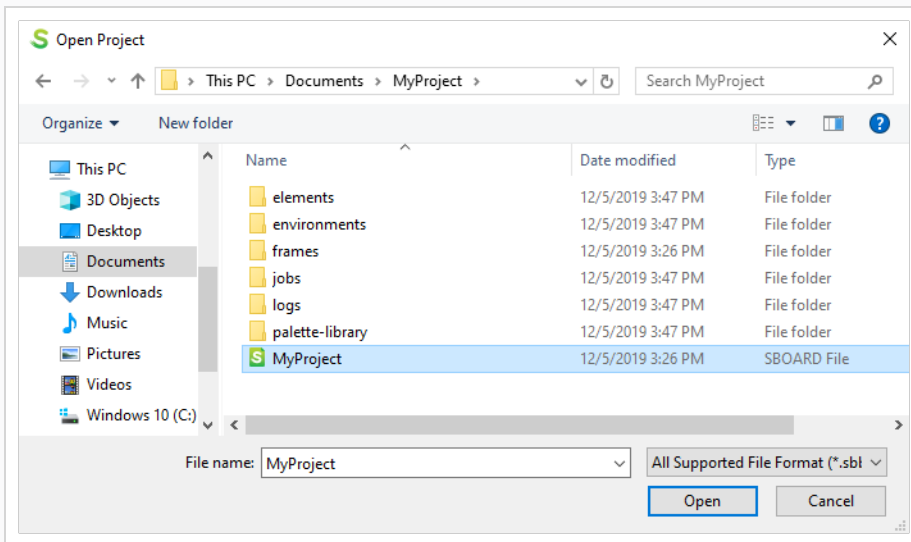 Open Project
This PC > Documents > MyProject >
Search MyProject
Organize
New folder
Name
Date modified
Type
This PC
3D Objects
Desktop
Documents
Downloads
Music
Pictures
Videos
Windows 10 (C:)
elements 12/5/2019 3:47 PM File folder
environments 12/5/2019 3:47 PM File folder
frames 12/5/2019 3:26 PM File folder
jobs 12/5/2019 3:47 PM File folder
logs 12/5/2019 3:47 PM File folder
palette-library 12/5/2019 3:47 PM File folder
MyProject 12/5/2019 3:26 PM SBOARD File
File name: MyProject
All Supported File Format (*.sbl
Open
Cancel